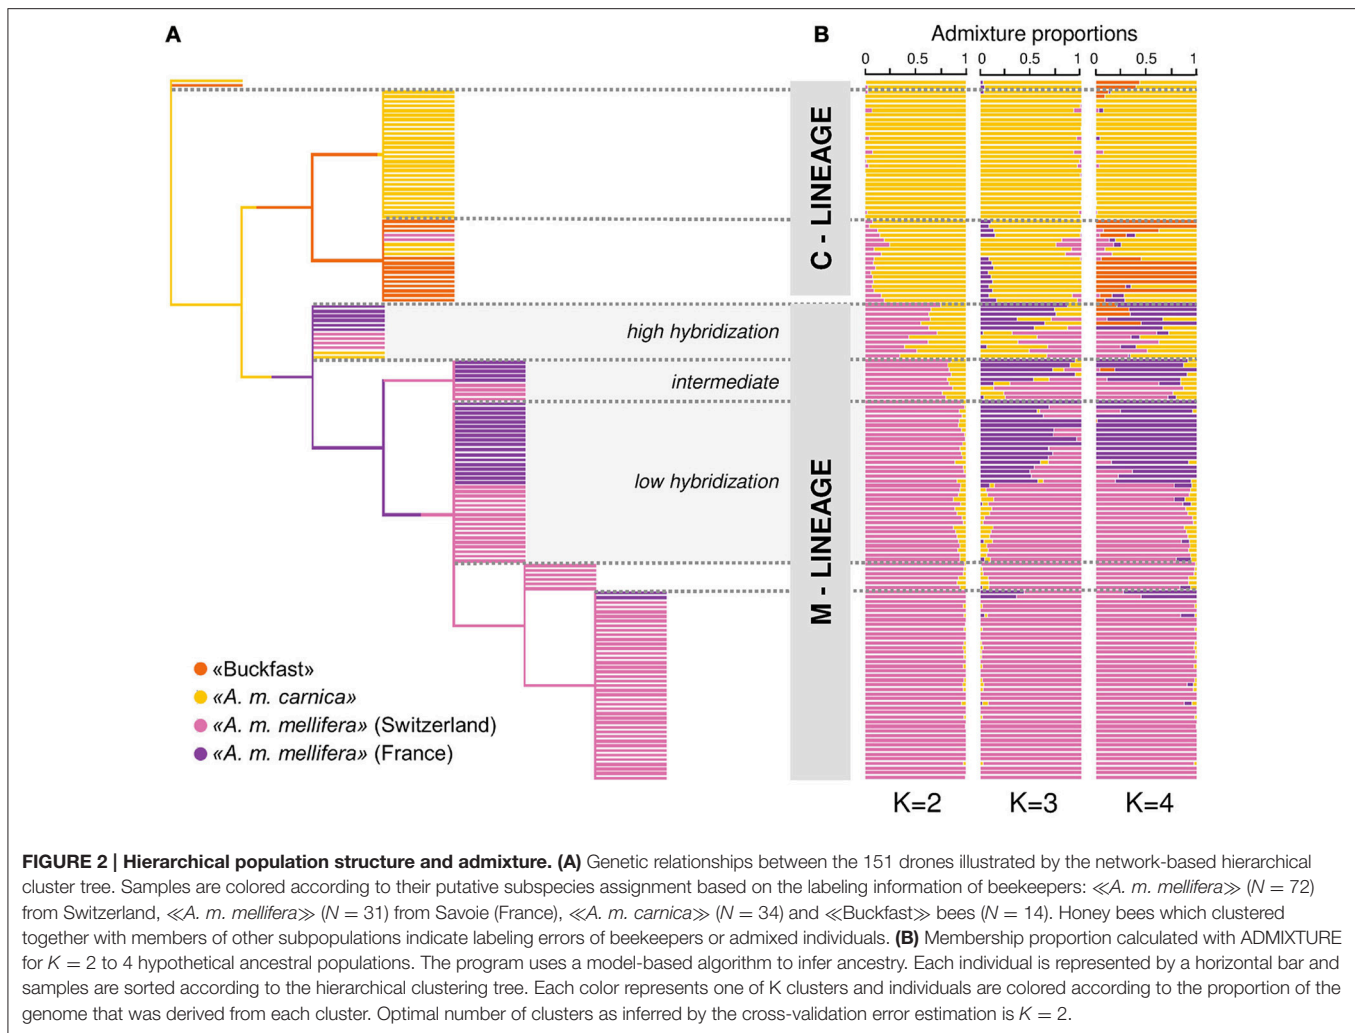 A
B
Admixture proportions
0 0.5 1 0 0.5 1 0 0.5 1
C - LINEAGE
high hybridization
intermediate
low hybridization
M - LINEAGE
«Buckfast»
«A. m. carnica»
«A. m. mellifera» (Switzerland)
«A. m. mellifera» (France)
K=2 K=3 K=4
FIGURE 2 | Hierarchical population structure and admixture. (A) Genetic relationships between the 151 drones illustrated by the network-based hierarchical
cluster tree. Samples are colored according to their putative subspecies assignment based on the labeling information of beekeepers: ≪A. m. mellifera≫ (N = 72)
from Switzerland, ≪A. m. mellifera≫ (N = 31) from Savoie (France), ≪A. m. carnica≫ (N = 34) and ≪Buckfast≫ bees (N = 14). Honey bees which clustered
together with members of other subpopulations indicate labeling errors of beekeepers or admixed individuals. (B) Membership proportion calculated with ADMIXTURE
for K = 2 to 4 hypothetical ancestral populations. The program uses a model-based algorithm to infer ancestry. Each individual is represented by a horizontal bar and
samples are sorted according to the hierarchical clustering tree. Each color represents one of K clusters and individuals are colored according to the proportion of the
genome that was derived from each cluster. Optimal number of clusters as inferred by the cross-validation error estimation is K = 2.